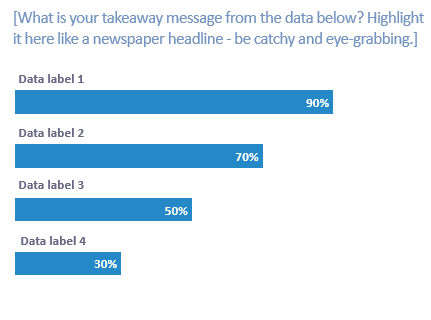 [What is your takeaway message from the data below? Highlight
it here like a newspaper headline - be catchy and eye-grabbing.]
Data label 1
90%
Data label 2
70%
Data label 3
50%
Data label 4
30%